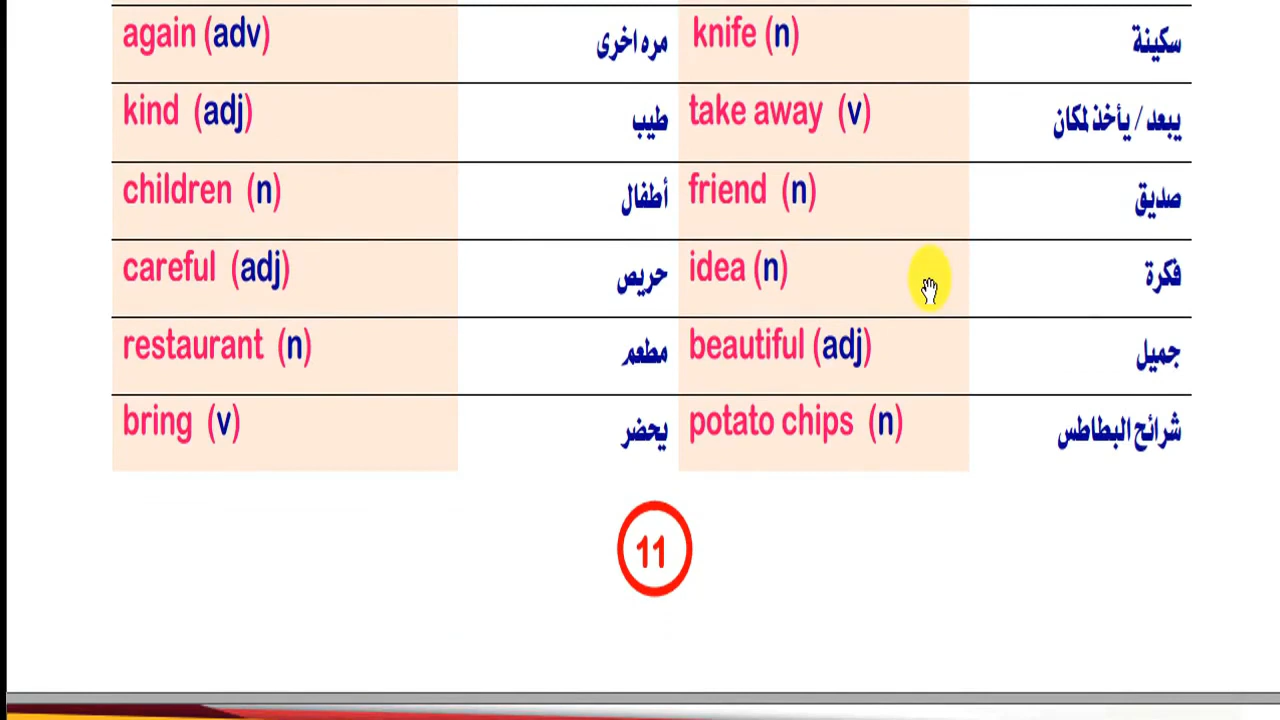 again (adv) مره اخرى knife (n) سكينة
kind (adj) طيب take away (v) يبعد / يأخذ لمكان
children (n) أطفال friend (n) صديق
careful (adj) حريص idea (n) فكرة
restaurant (n) مطعم beautiful (adj) جميل
bring (v) يحضر potato chips (n) شرائح البطاطس
11